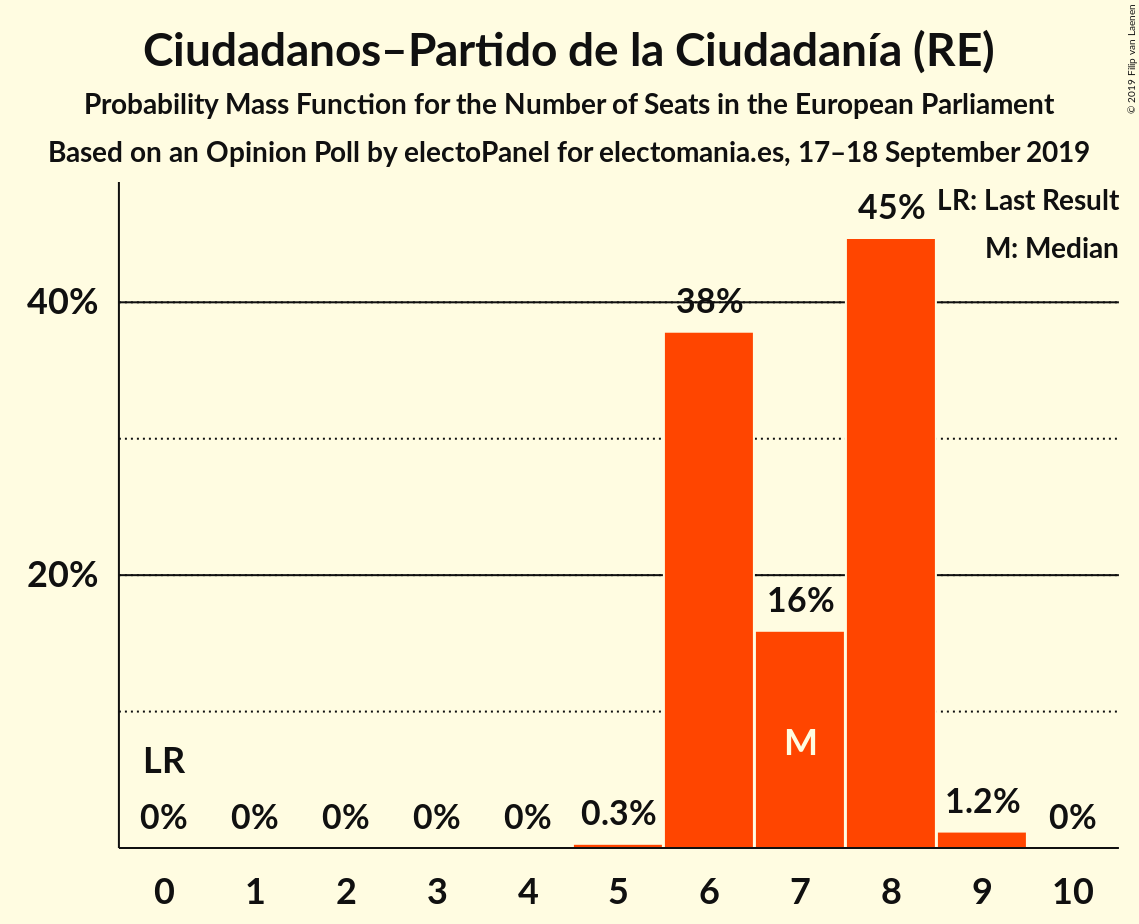 Ciudadanos–Partido de la Ciudadanía (RE)
Probability Mass Function for the Number of Seats in the European Parliament
Based on an Opinion Poll by electoPanel for electomania.es, 17–18 September 2019
© 2019 Filip van Laenen
LR: Last Result
M: Median
40%
20%
LR
0%
0%
0%
0%
0%
0.3%
38%
16%
M
45%
1.2%
0%
0 1 2 3 4 5 6 7 8 9 10